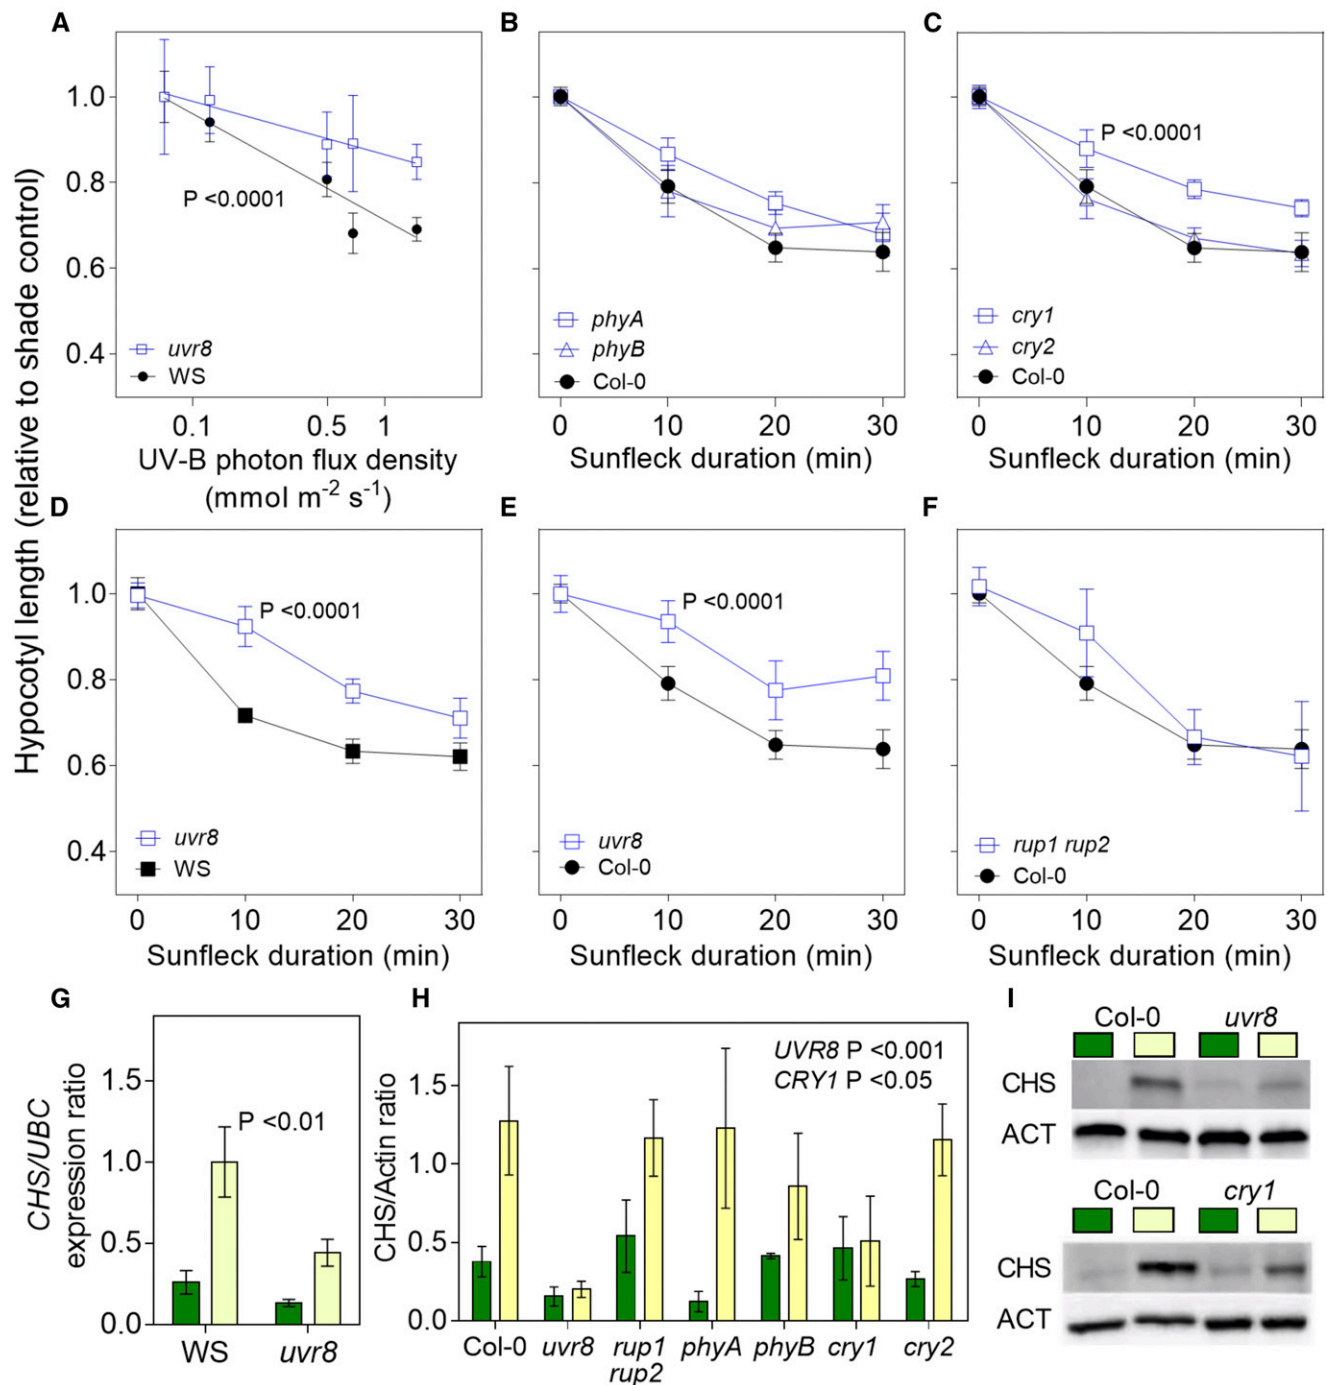 Hypocotyl length (relative to shade control)
A
1.0
0.8
0.6
0.4
P <0.0001
uvr8
WS
0.1
0.5
1
UV-B photon flux density
(mmol m⁻² s⁻¹)
B
phyA
phyB
Col-0
0
10
20
30
Sunfleck duration (min)
C
P <0.0001
cry1
cry2
Col-0
0
10
20
30
Sunfleck duration (min)
D
1.0
0.8
0.6
0.4
P <0.0001
uvr8
WS
0
10
20
30
Sunfleck duration (min)
E
P <0.0001
uvr8
Col-0
0
10
20
30
Sunfleck duration (min)
F
rup1 rup2
Col-0
0
10
20
30
Sunfleck duration (min)
G
CHS/UBC
expression ratio
1.5
1.0
0.5
0.0
P <0.01
WS
uvr8
H
CHS/Actin ratio
1.5
1.0
0.5
0.0
UVR8 P <0.001
CRY1 P <0.05
Col-0
uvr8
rup1
rup2
phyA
phyB
cry1
cry2
I
Col-0
uvr8
CHS
ACT
Col-0
cry1
CHS
ACT